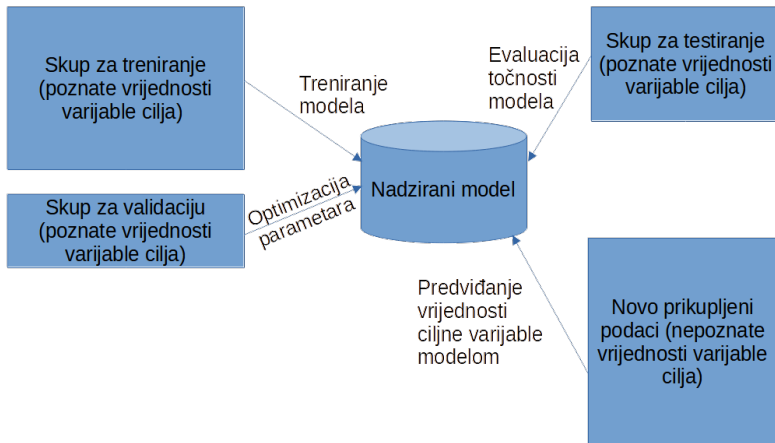 Skup za treniranje
(poznate vrijednosti
varijable cilja)
Treniranje
modela
Evaluacija
točnosti
modela
Skup za testiranje
(poznate vrijednosti
varijable cilja)
Nadzirani model
Skup za validaciju
(poznate vrijednosti
varijable cilja)
Optimizacija
parametara
Predviđanje
vrijednosti
ciljne varijable
modelom
Novo prikupljeni
podaci (nepoznate
vrijednosti varijable
cilja)